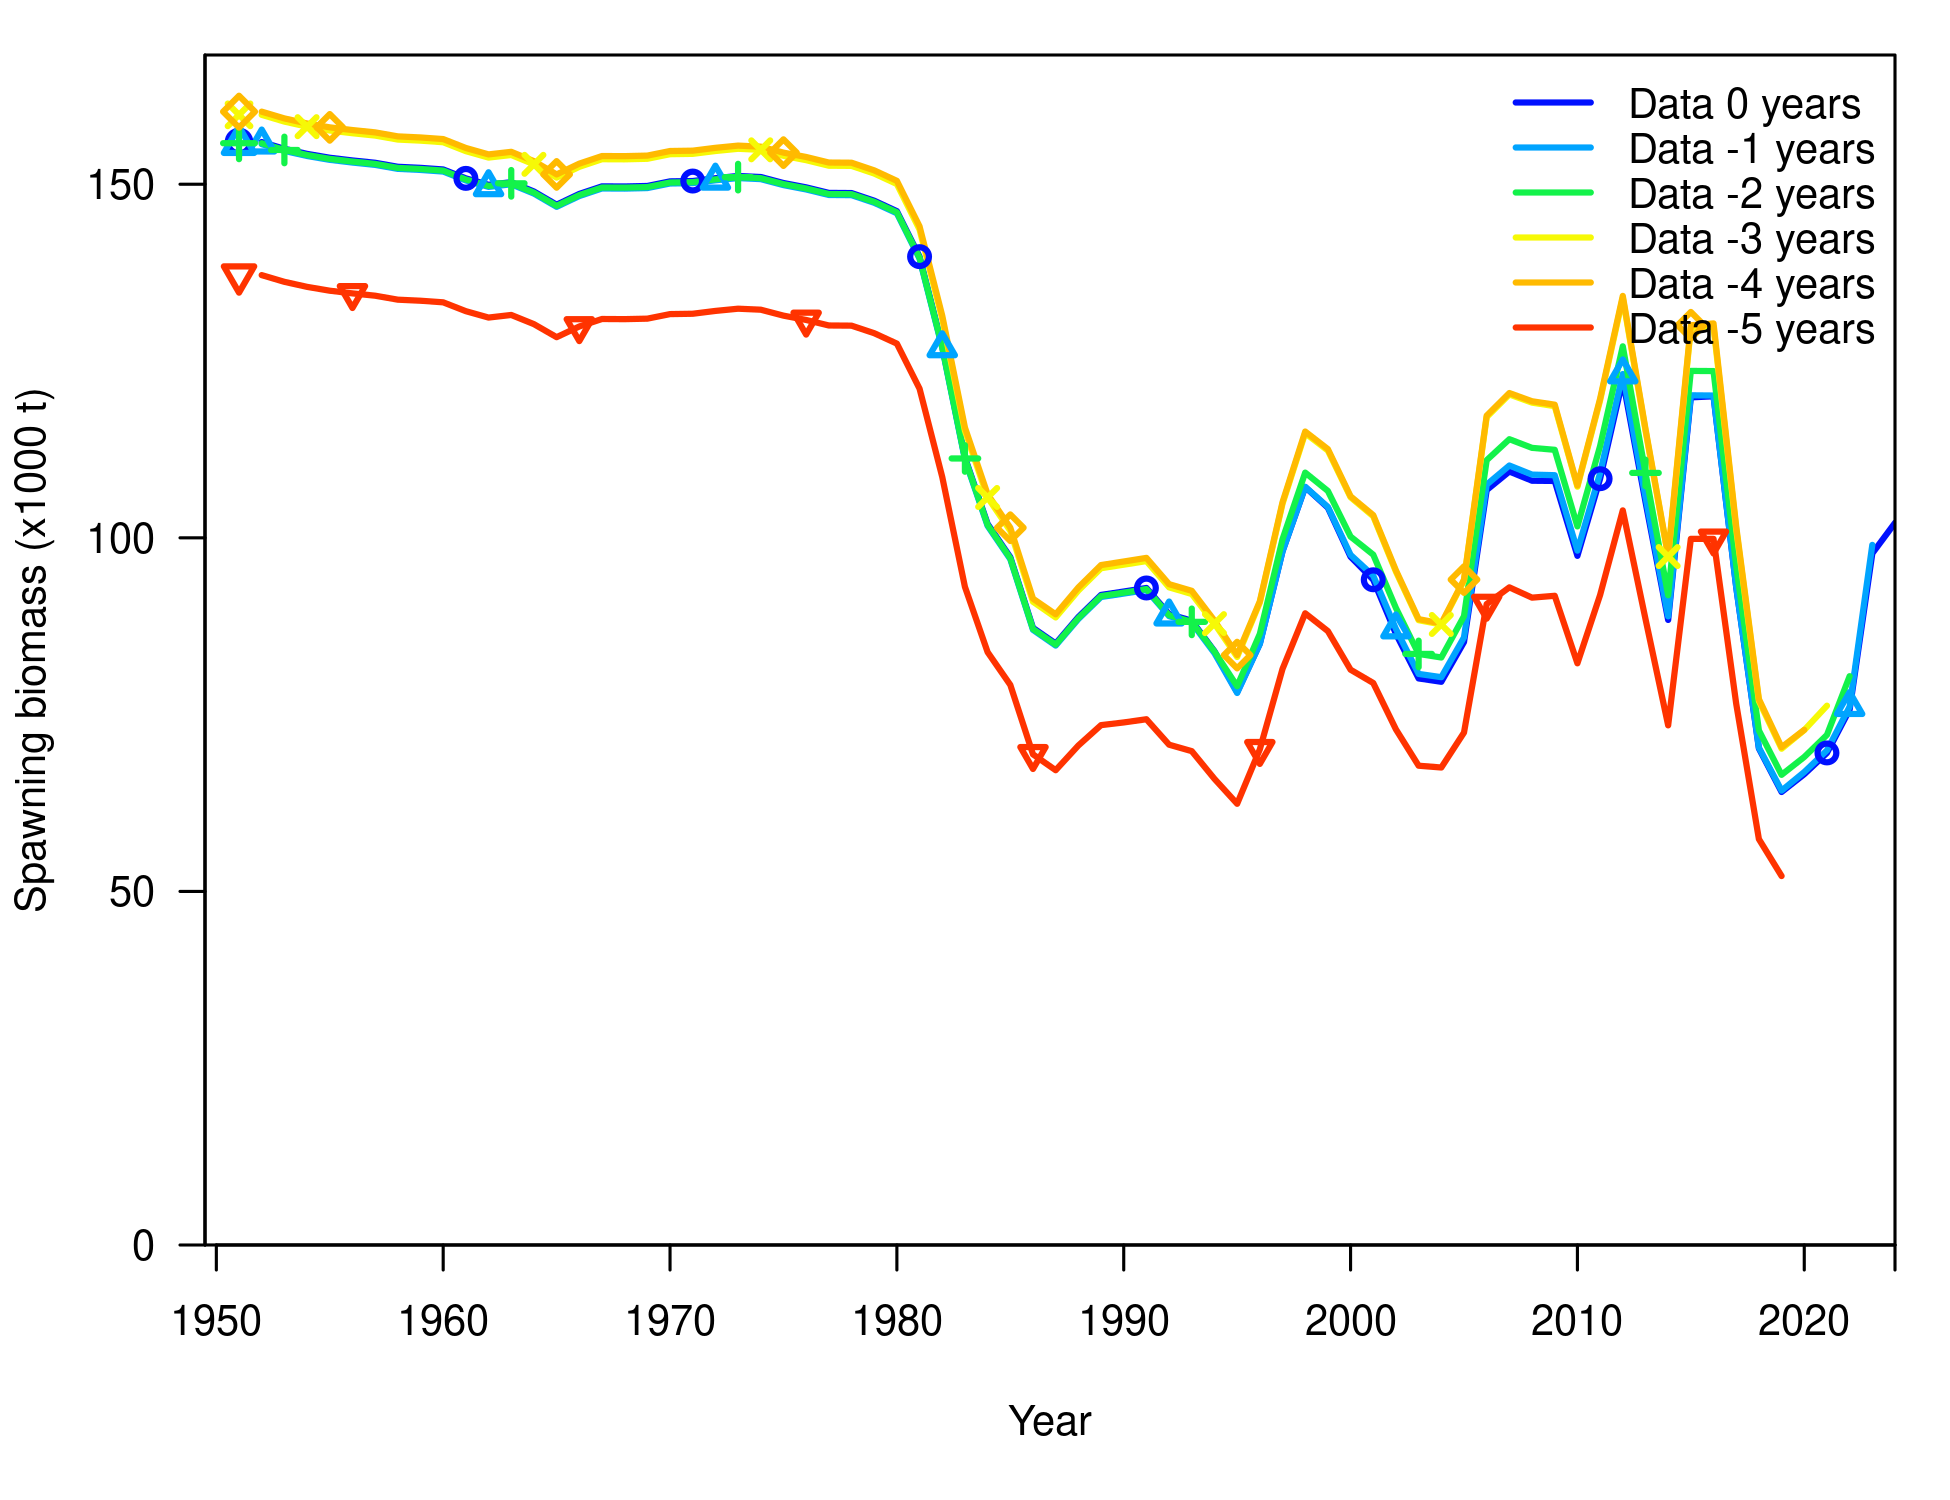 Data 0 years
Data -1 years
Data -2 years
Data -3 years
Data -4 years
Data -5 years
150
100
50
0
Spawning biomass (x1000 t)
1950 1960 1970 1980 1990 2000 2010 2020
Year